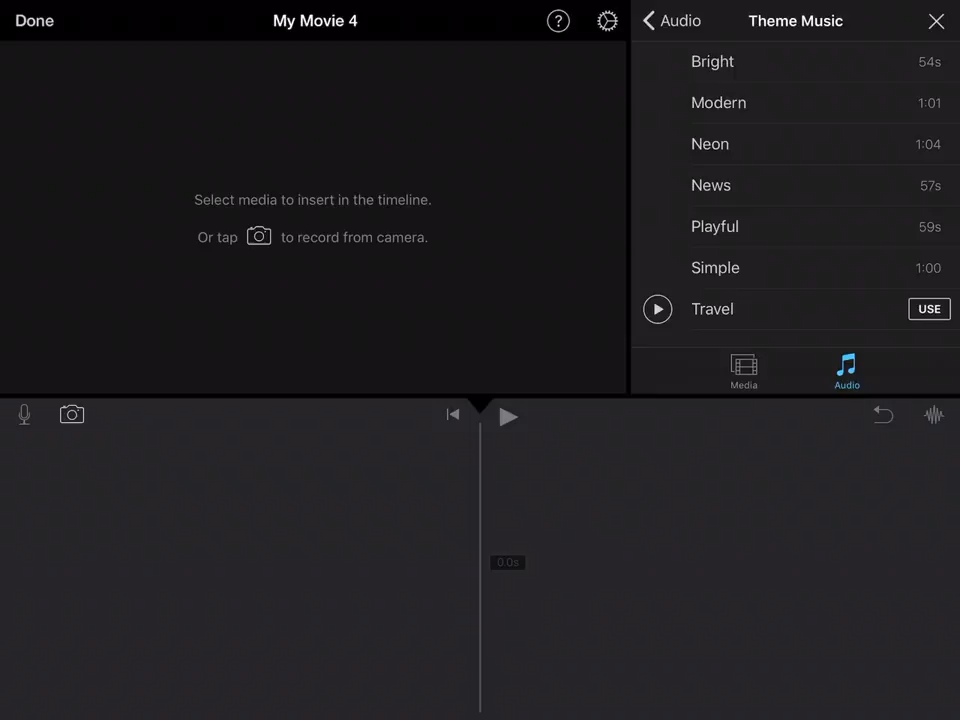 Done
My Movie 4
?
Audio
Theme Music
Bright 54s
Modern 1:01
Neon 1:04
News 57s
Playful 59s
Simple 1:00
Travel USE
Media
Audio
Select media to insert in the timeline.
Or tap to record from camera.
0.0s